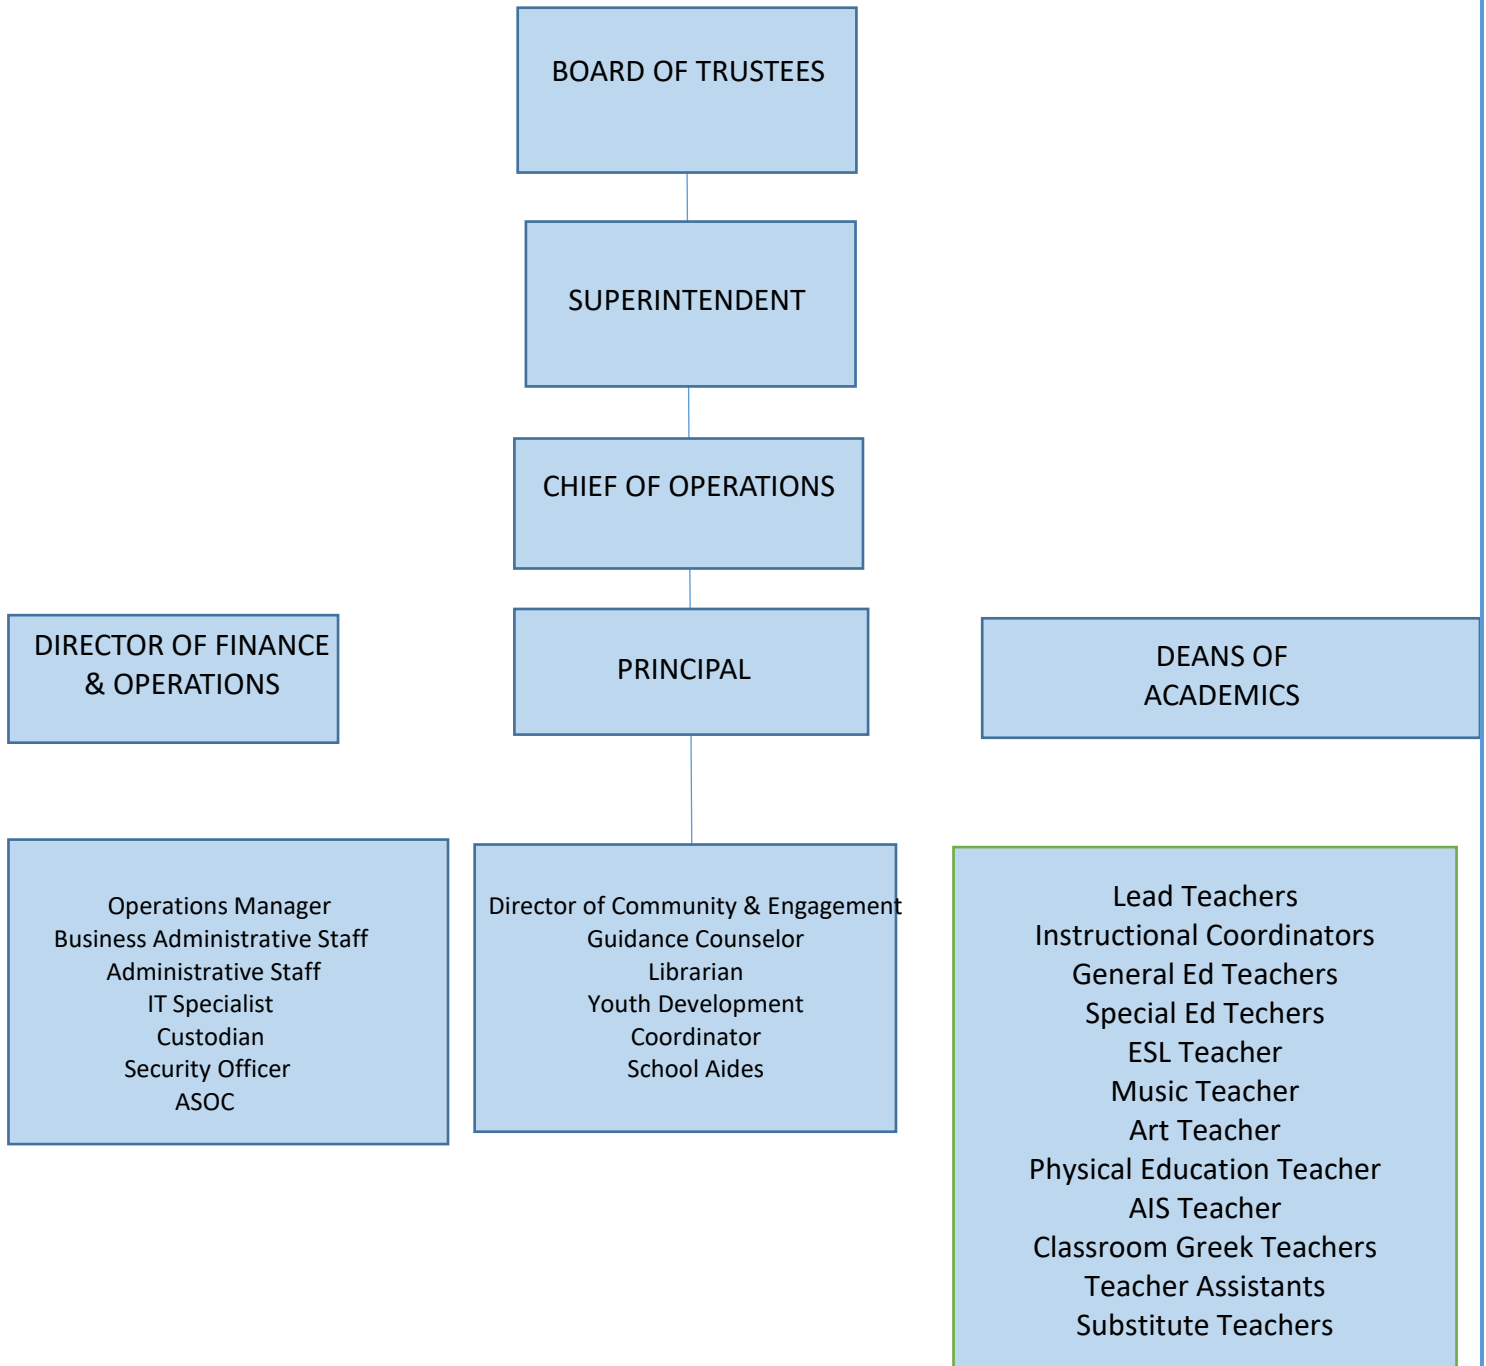 BOARD OF TRUSTEES
SUPERINTENDENT
CHIEF OF OPERATIONS
DIRECTOR OF FINANCE
& OPERATIONS
PRINCIPAL
DEANS OF
ACADEMICS
Operations Manager
Business Administrative Staff
Administrative Staff
IT Specialist
Custodian
Security Officer
ASOC
Director of Community & Engagement
Guidance Counselor
Librarian
Youth Development
Coordinator
School Aides
Lead Teachers
Instructional Coordinators
General Ed Teachers
Special Ed Techers
ESL Teacher
Music Teacher
Art Teacher
Physical Education Teacher
AIS Teacher
Classroom Greek Teachers
Teacher Assistants
Substitute Teachers